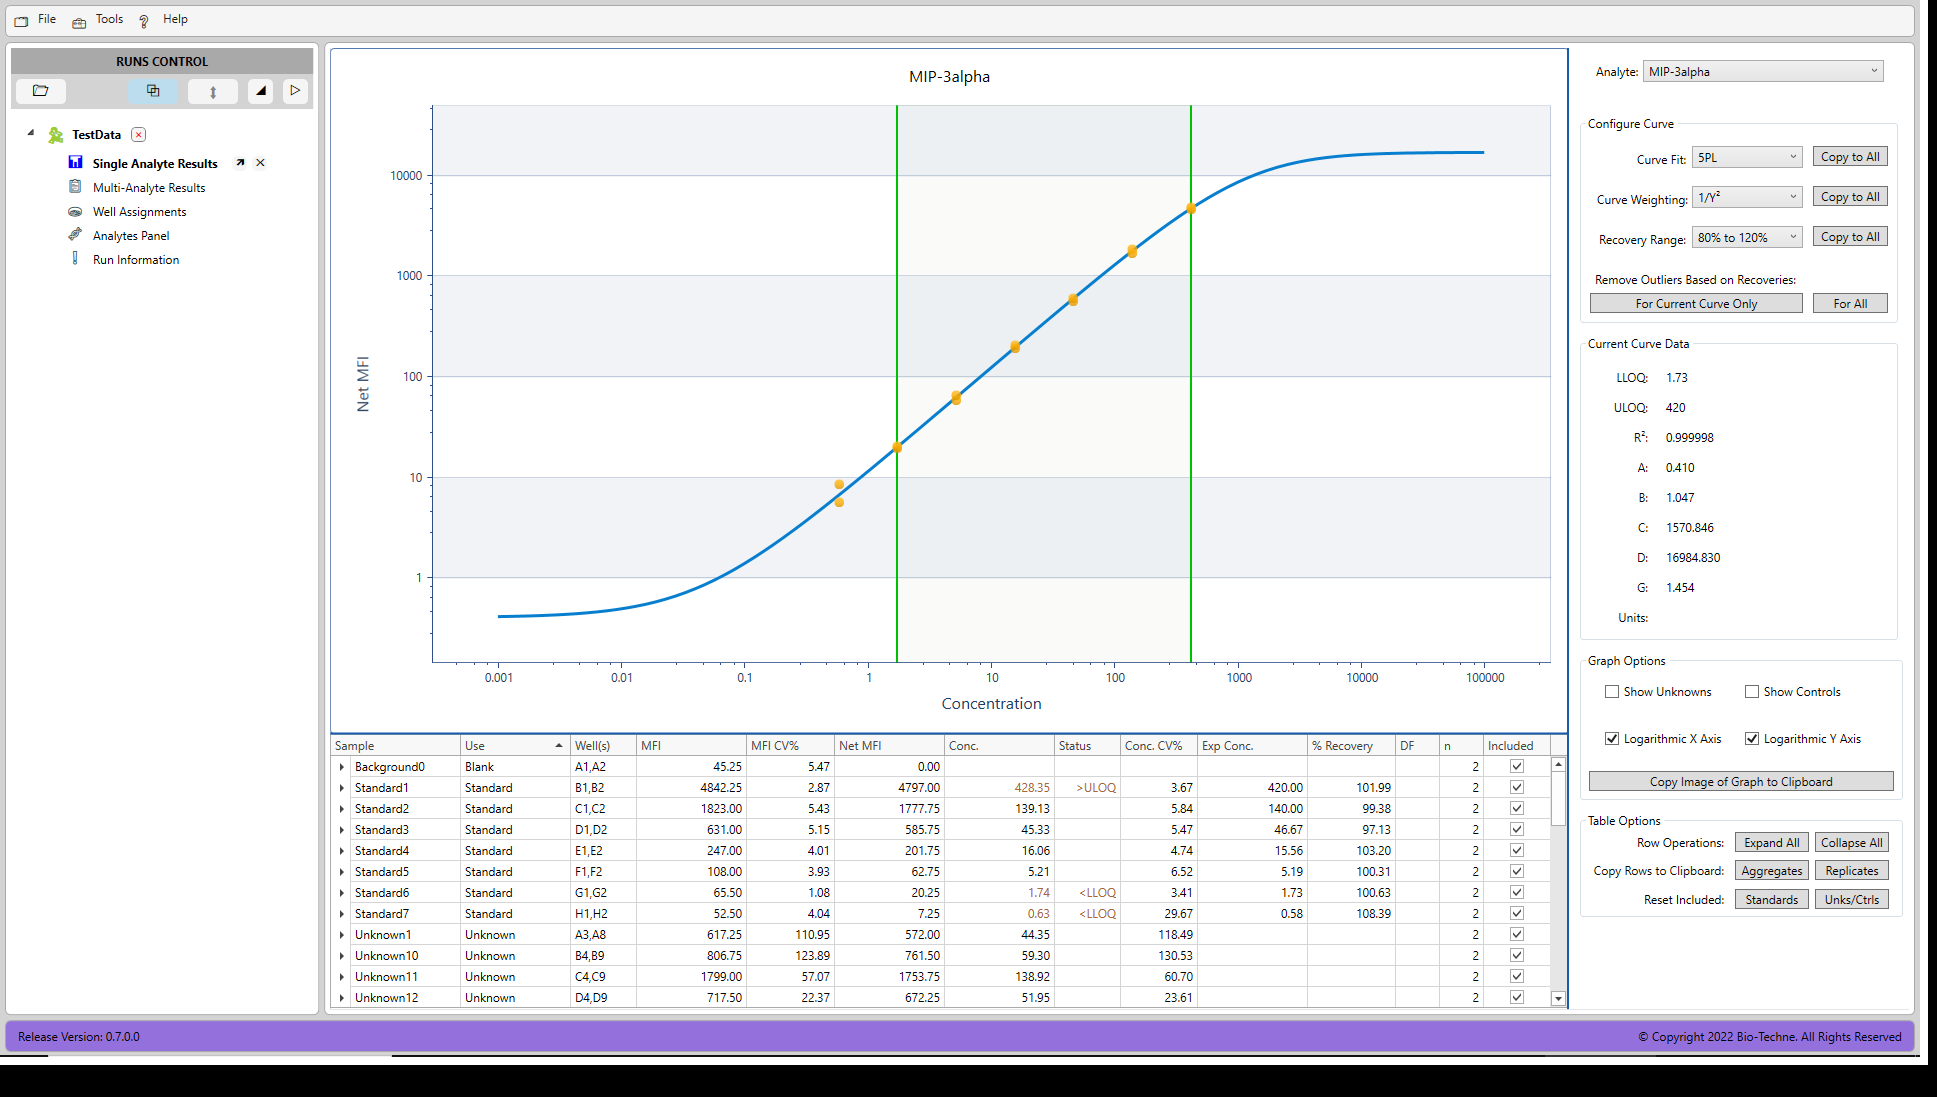 File Tools Help
RUNS CONTROL
TestData
Single Analyte Results
Multi-Analyte Results
Well Assignments
Analytes Panel
Run Information
MIP-3alpha
Net MFI
10000
1000
100
10
1
0.001 0.01 0.1 1 10 100 1000 10000 100000
Concentration
Sample Use Well(s) MFI MFI CV% Net MFI Conc. Status Conc. CV% Exp Conc. % Recovery DF n Included
Background0 Blank A1,A2 45.25 5.47 0.00 2
Standard1 Standard B1,B2 4842.25 2.87 4797.00 428.35 >ULOQ 3.67 420.00 101.99 2
Standard2 Standard C1,C2 1823.00 5.43 1777.75 139.13 5.84 140.00 99.38 2
Standard3 Standard D1,D2 631.00 5.15 585.75 45.33 5.47 46.67 97.13 2
Standard4 Standard E1,E2 247.00 4.01 201.75 16.06 4.74 15.56 103.20 2
Standard5 Standard F1,F2 108.00 3.93 62.75 5.21 6.52 5.19 100.31 2
Standard6 Standard G1,G2 65.50 1.08 20.25 1.74 <LLOQ 3.41 1.73 100.63 2
Standard7 Standard H1,H2 52.50 4.04 7.25 0.63 <LLOQ 29.67 0.58 108.39 2
Unknown1 Unknown A3,A8 617.25 110.95 572.00 44.35 118.49 2
Unknown10 Unknown B4,B9 806.75 123.89 761.50 59.30 130.53 2
Unknown11 Unknown C4,C9 1799.00 57.07 1753.75 138.92 60.70 2
Unknown12 Unknown D4,D9 717.50 22.37 672.25 51.95 23.61 2
Analyte: MIP-3alpha
Configure Curve
Curve Fit: 5PL Copy to All
Curve Weighting: 1/Y² Copy to All
Recovery Range: 80% to 120% Copy to All
Remove Outliers Based on Recoveries:
For Current Curve Only For All
Current Curve Data
LLOQ: 1.73
ULOQ: 420
R²: 0.999998
A: 0.410
B: 1.047
C: 1570.846
D: 16984.830
G: 1.454
Units:
Graph Options
Show Unknowns Show Controls
Logarithmic X Axis Logarithmic Y Axis
Copy Image of Graph to Clipboard
Table Options
Row Operations: Expand All Collapse All
Copy Rows to Clipboard: Aggregates Replicates
Reset Included: Standards Unks/Ctrls
Release Version: 0.7.0.0
© Copyright 2022 Bio-Techne. All Rights Reserved